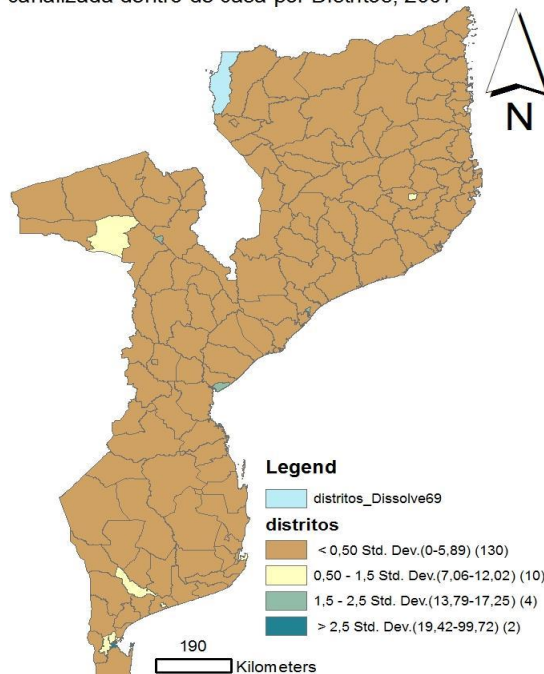 canalizada dentro de casa por Distritos, 2007
N
Legend
distritos_Dissolve69
distritos
< 0,50 Std. Dev.(0-5,89) (130)
0,50 - 1,5 Std. Dev.(7,06-12,02) (10)
1,5 - 2,5 Std. Dev.(13,79-17,25) (4)
> 2,5 Std. Dev.(19,42-99,72) (2)
190
Kilometers